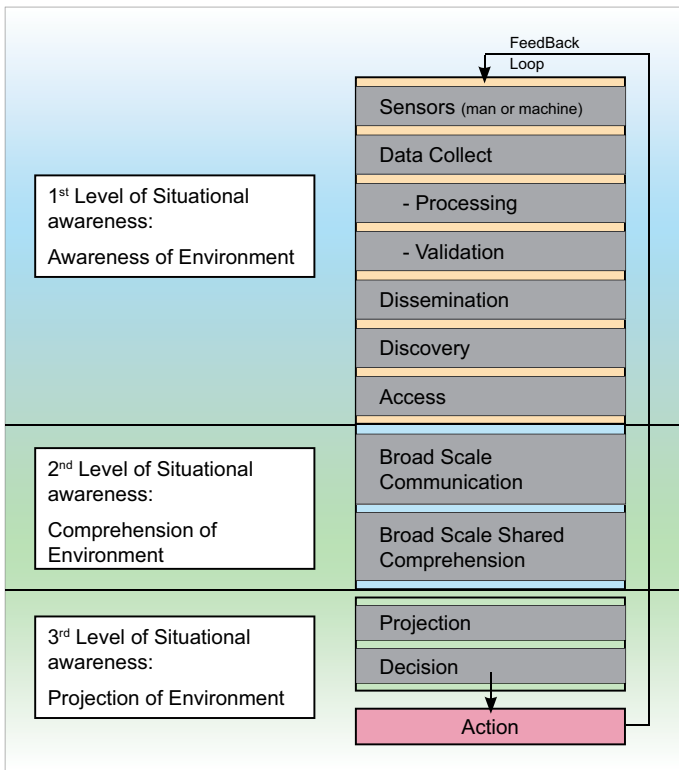 FeedBack
Loop
Sensors (man or machine)
Data Collect
- Processing
- Validation
Dissemination
Discovery
Access
1st Level of Situational
awareness:
Awareness of Environment
Broad Scale
Communication
Broad Scale Shared
Comprehension
2nd Level of Situational
awareness:
Comprehension of
Environment
Projection
Decision
Action
3rd Level of Situational
awareness:
Projection of Environment